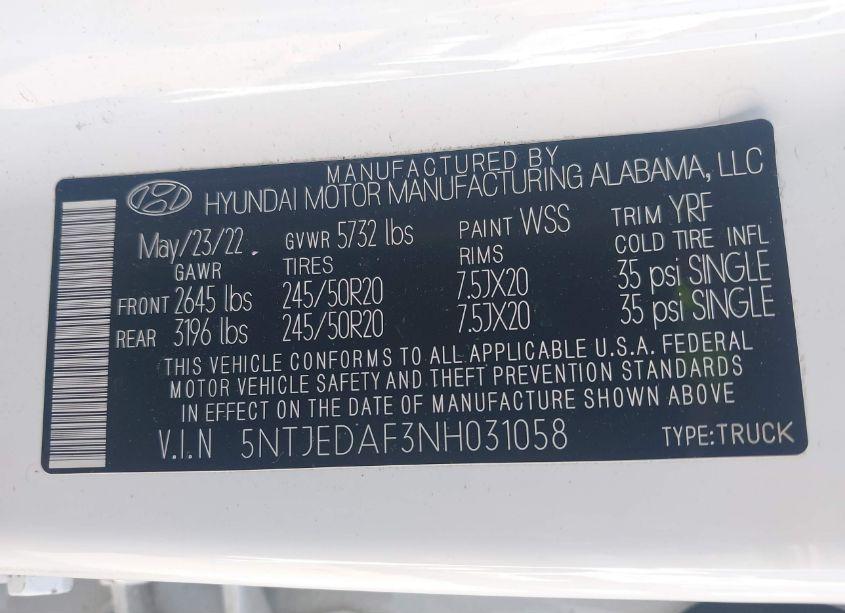 MANUFACTURED BY
HYUNDAI MOTOR MANUFACTURING ALABAMA, LLC
May/23/22 GVWR 5732 lbs PAINT WSS TRIM YRF
GAWR TIRES RIMS COLD TIRE INFL
FRONT 2645 lbs 245/50R20 7.5JX20 35 psi SINGLE
REAR 3196 lbs 245/50R20 7.5JX20 35 psi SINGLE
THIS VEHICLE CONFORMS TO ALL APPLICABLE U.S.A. FEDERAL
MOTOR VEHICLE SAFETY AND THEFT PREVENTION STANDARDS
IN EFFECT ON THE DATE OF MANUFACTURE SHOWN ABOVE
V.I.N 5NTJEDAF3NH031058 TYPE:TRUCK